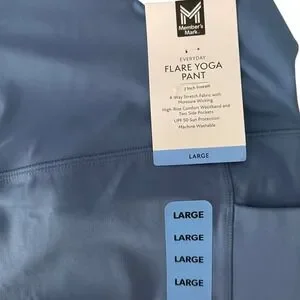 Member's
Mark.
EVERYDAY
FLARE YOGA
PANT
4-Way Stretch Fabric with
Moisture Wicking
High-Rise Comfort Waistband and
Two Side Pockets
UPF 50 Sun Protection
Machine Washable
LARGE
LARGE
LARGE
LARGE
LARGE